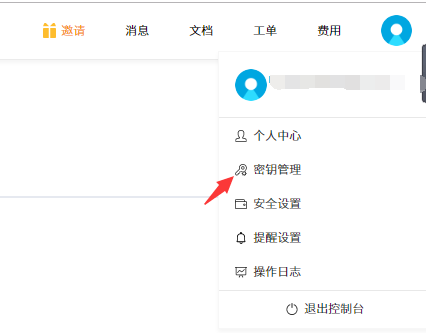 邀请 消息 文档 工单 费用
个人中心
密钥管理
安全设置
提醒设置
操作日志
退出控制台